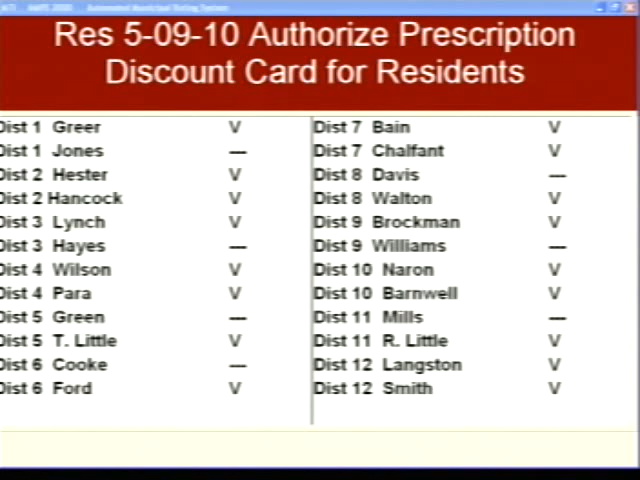 Automated Municipal Voting System
Res 5-09-10 Authorize Prescription
Discount Card for Residents
Dist 1 Greer V
Dist 1 Jones —
Dist 2 Hester V
Dist 2 Hancock V
Dist 3 Lynch V
Dist 3 Hayes —
Dist 4 Wilson V
Dist 4 Para V
Dist 5 Green —
Dist 5 T. Little V
Dist 6 Cooke —
Dist 6 Ford V
Dist 7 Bain V
Dist 7 Chalfant V
Dist 8 Davis —
Dist 8 Walton V
Dist 9 Brockman V
Dist 9 Williams —
Dist 10 Naron V
Dist 10 Barnwell V
Dist 11 Mills —
Dist 11 R. Little V
Dist 12 Langston V
Dist 12 Smith V